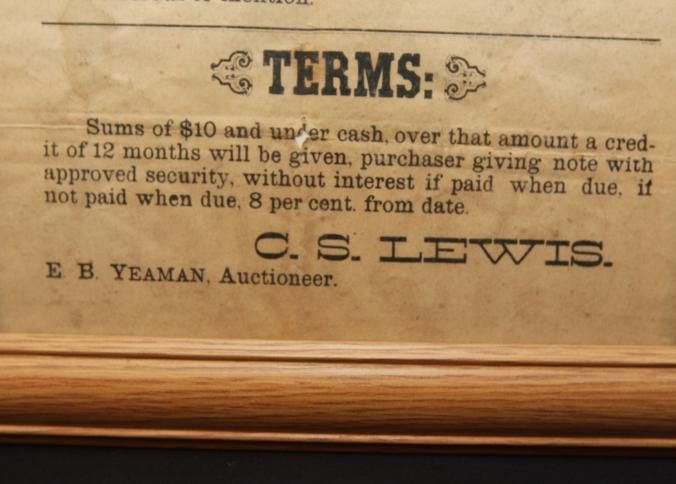 TERMS:
Sums of $10 and under cash, over that amount a cred-
it of 12 months will be given, purchaser giving note with
approved security, without interest if paid when due, if
not paid when due, 8 per cent. from date.
C. S. LEWIS.
E. B. YEAMAN, Auctioneer.